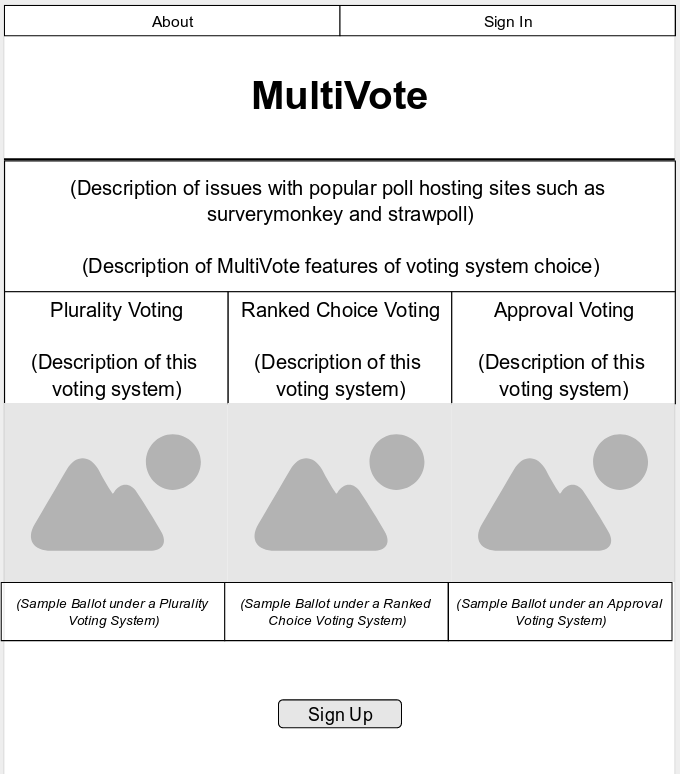 About
Sign In
MultiVote
(Description of issues with popular poll hosting sites such as
surverymonkey and strawpoll)
(Description of MultiVote features of voting system choice)
Plurality Voting
(Description of this
voting system)
Ranked Choice Voting
(Description of this
voting system)
Approval Voting
(Description of this
voting system)
(Sample Ballot under a Plurality
Voting System)
(Sample Ballot under a Ranked
Choice Voting System)
(Sample Ballot under an Approval
Voting System)
Sign Up